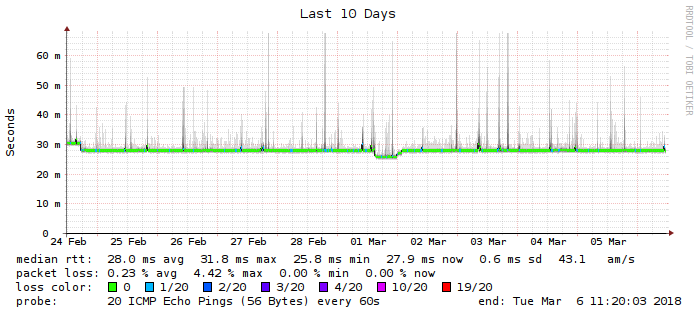 Last 10 Days
RRDTOOL / TOBI OETIKER
Seconds
60 m
50 m
40 m
30 m
20 m
10 m
0
24 Feb 25 Feb 26 Feb 27 Feb 28 Feb 01 Mar 02 Mar 03 Mar 04 Mar 05 Mar
median rtt: 28.0 ms avg 31.8 ms max 25.8 ms min 27.9 ms now 0.6 ms sd 43.1 am/s
packet loss: 0.23 % avg 4.42 % max 0.00 % min 0.00 % now
loss color: 0 1/20 2/20 3/20 4/20 10/20 19/20
probe: 20 ICMP Echo Pings (56 Bytes) every 60s end: Tue Mar 6 11:20:03 2018